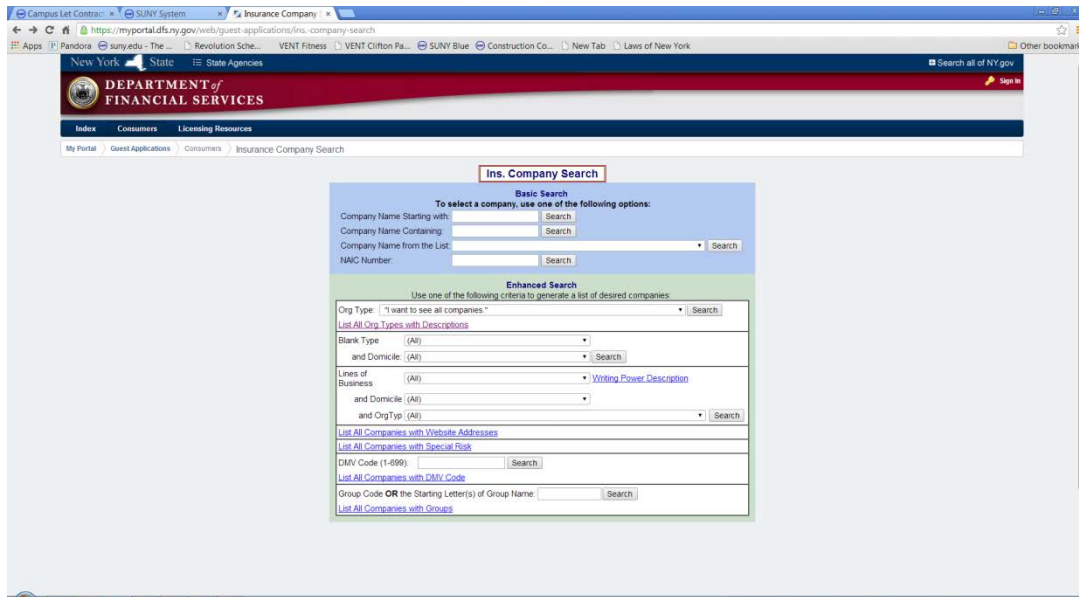 Campus Let Contract SUNY System Insurance Company
https://myportal.dfs.ny.gov/web/guest-applications/ins.-company-search
Apps Pandora suny.edu - The ... Revolution Sche... VENT Fitness VENT Clifton Pa... SUNY Blue Construction Co... New Tab Laws of New York Other bookmark
New York State State Agencies Search all of NY.gov
DEPARTMENT of
FINANCIAL SERVICES
Sign In
Index Consumers Licensing Resources
My Portal Guest Applications Consumers Insurance Company Search
Ins. Company Search
Basic Search
To select a company, use one of the following options:
Company Name Starting with: Search
Company Name Containing: Search
Company Name from the List: Search
NAIC Number: Search
Enhanced Search
Use one of the following criteria to generate a list of desired companies:
Org Type: "I want to see all companies." Search
List All Org Types with Descriptions
Blank Type (All)
and Domicile: (All) Search
Lines of
Business (All) Writing Power Description
and Domicile (All)
and OrgTyp (All) Search
List All Companies with Website Addresses
List All Companies with Special Risk
DMV Code (1-699): Search
List All Companies with DMV Code
Group Code OR the Starting Letter(s) of Group Name: Search
List All Companies with Groups